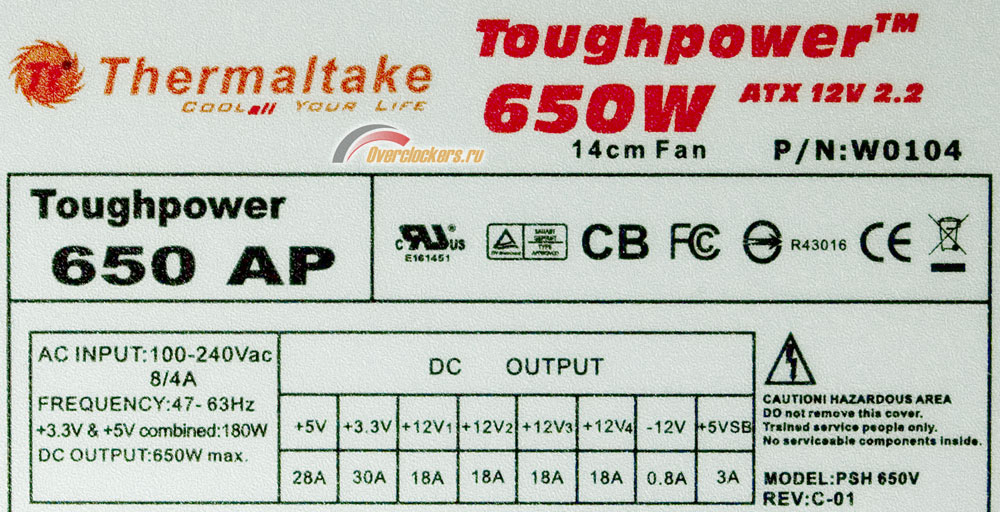 Thermaltake
COOL all YOUR LIFE
Toughpower™
650W ATX 12V 2.2
14cm Fan P/N:W0104
Overclockers.ru
Toughpower
650 AP
c RU US
E161451
CB FC R43016 CE
AC INPUT:100-240Vac
8/4A
FREQUENCY:47- 63Hz
+3.3V & +5V combined:180W
DC OUTPUT:650W max.
DC OUTPUT
+5V +3.3V +12V1 +12V2 +12V3 +12V4 -12V +5VSB
28A 30A 18A 18A 18A 18A 0.8A 3A
CAUTION! HAZARDOUS AREA
DO not remove this cover.
Trained service people only.
No serviceable components inside.
MODEL:PSH 650V
REV:C-01